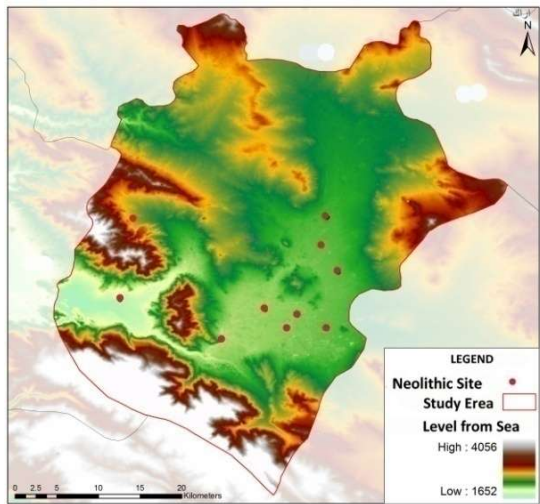 N
LEGEND
Neolithic Site
Study Erea
Level from Sea
High : 4056
Low : 1652
0 2.5 5 10 15 20
Kilometers